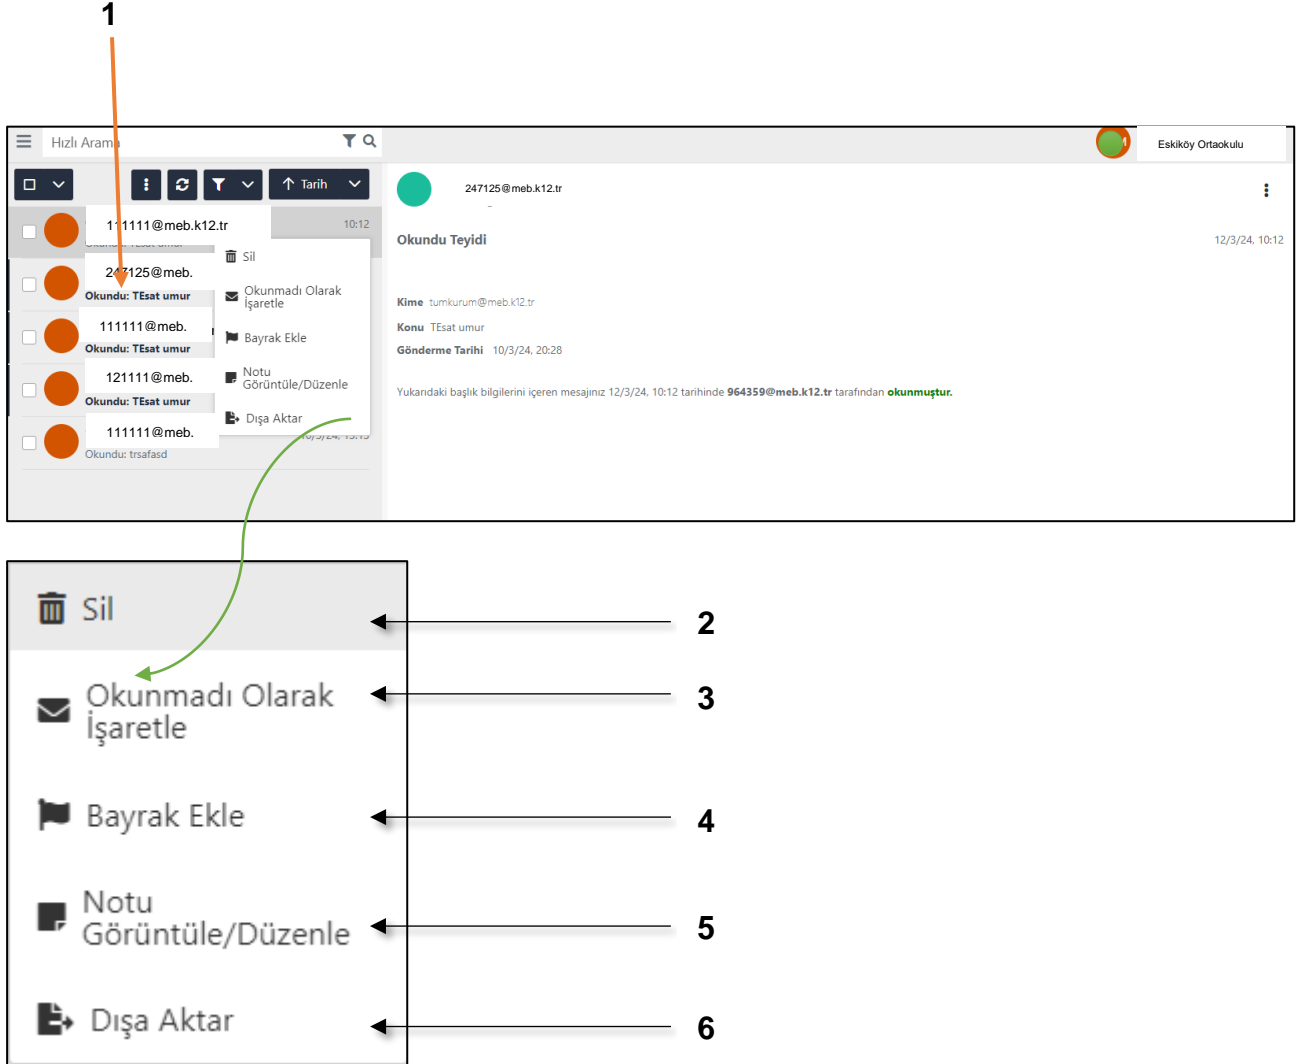 1
Hızlı Arama
Eskiköy Ortaokulu
Tarih
111111@meb.k12.tr
10:12
247125@meb.
Okundu: TEsat umur
111111@meb.
Okundu: TEsat umur
121111@meb.
Okundu: TEsat umur
111111@meb.
Okundu: trsafasd
Sil
Okunmadı Olarak
İşaretle
Bayrak Ekle
Notu
Görüntüle/Düzenle
Dışa Aktar
247125@meb.k12.tr
Okundu Teyidi
12/3/24, 10:12
Kime tumkurum@meb.k12.tr
Konu TEsat umur
Gönderme Tarihi 10/3/24, 20:28
Yukarıdaki başlık bilgilerini içeren mesajınız 12/3/24, 10:12 tarihinde 964359@meb.k12.tr tarafından okunmuştur.
Sil
2
Okunmadı Olarak
İşaretle
3
Bayrak Ekle
4
Notu
Görüntüle/Düzenle
5
Dışa Aktar
6